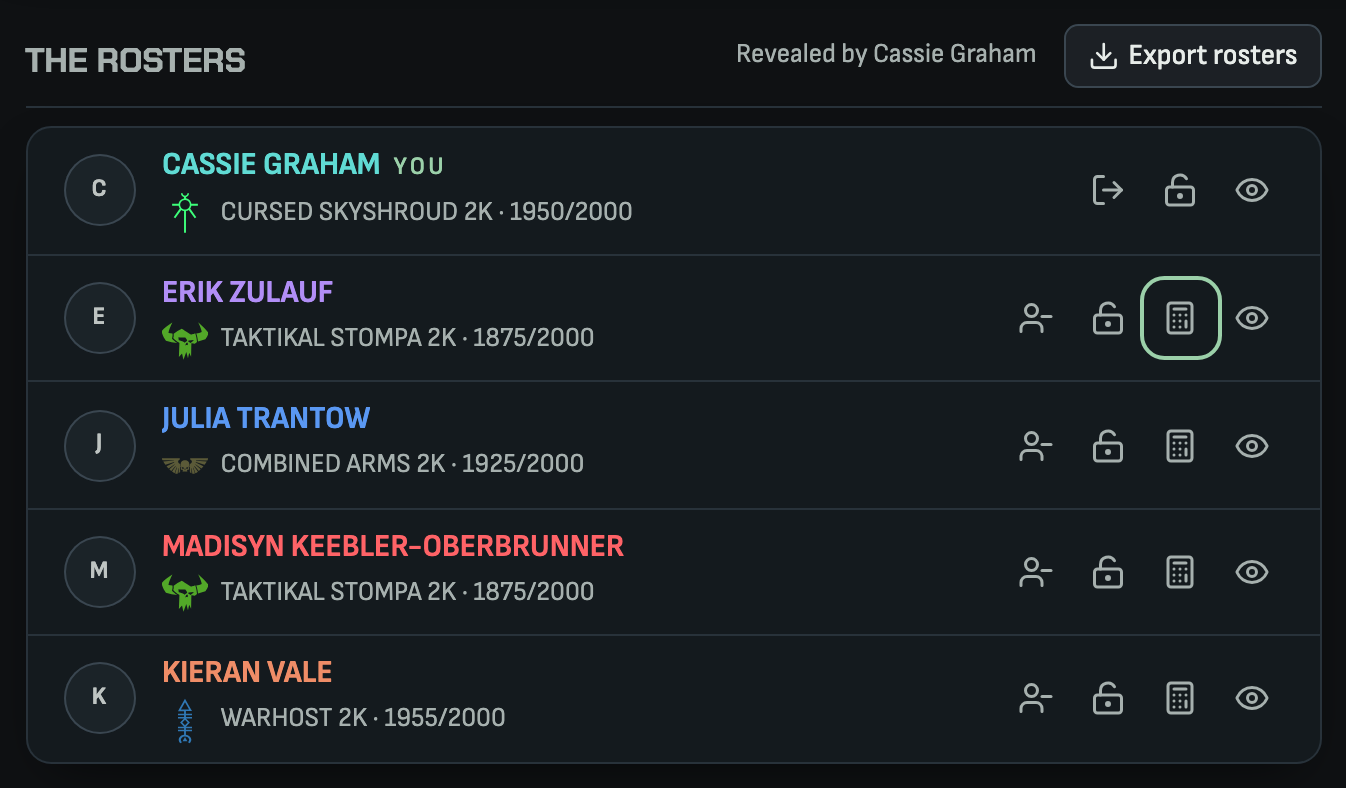 THE ROSTERS
Revealed by Cassie Graham
Export rosters
C
CASSIE GRAHAM YOU
CURSED SKYSHROUD 2K · 1950/2000
E
ERIK ZULAUF
TAKTIKAL STOMPA 2K · 1875/2000
J
JULIA TRANTOW
COMBINED ARMS 2K · 1925/2000
M
MADISYN KEEBLER-OBERBRUNNER
TAKTIKAL STOMPA 2K · 1875/2000
K
KIERAN VALE
WARHOST 2K · 1955/2000